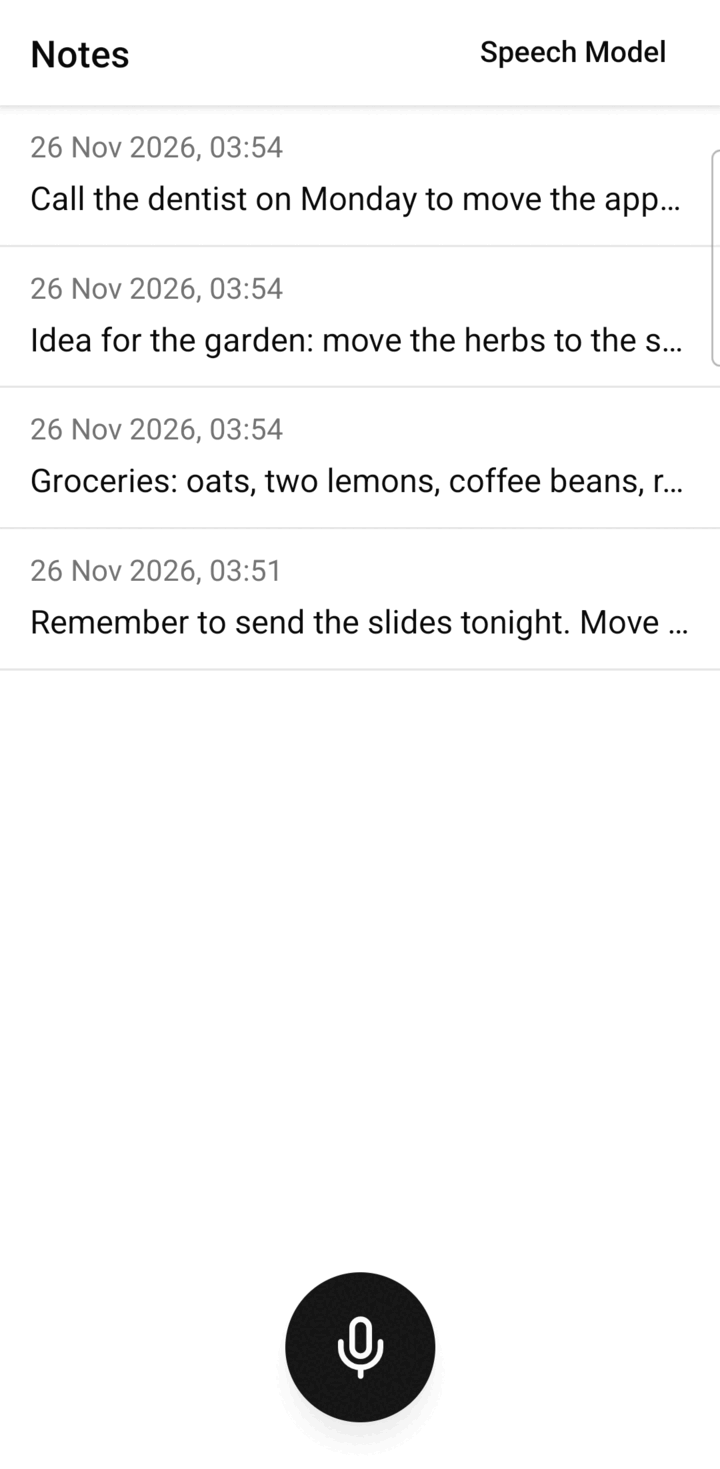 Notes
Speech Model
26 Nov 2026, 03:54
Call the dentist on Monday to move the app...
26 Nov 2026, 03:54
Idea for the garden: move the herbs to the s...
26 Nov 2026, 03:54
Groceries: oats, two lemons, coffee beans, r...
26 Nov 2026, 03:51
Remember to send the slides tonight. Move ...